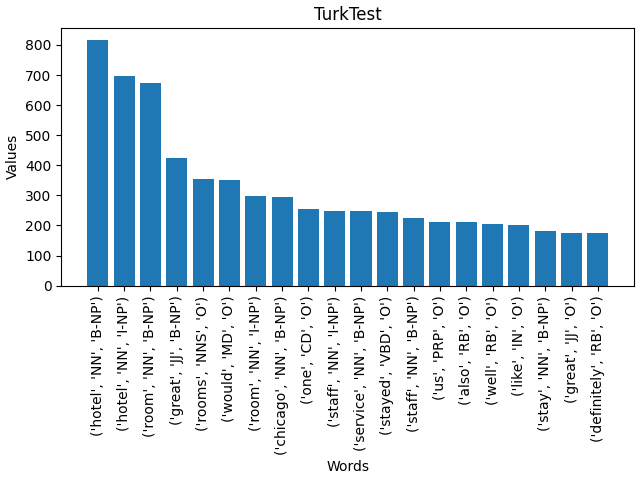 TurkTest
Values
800
700
600
500
400
300
200
100
0
('hotel', 'NN', 'B-NP')
('hotel', 'NN', 'I-NP')
('room', 'NN', 'B-NP')
('great', 'JJ', 'B-NP')
('rooms', 'NNS', 'O')
('would', 'MD', 'O')
('room', 'NN', 'I-NP')
('chicago', 'NN', 'B-NP')
('one', 'CD', 'O')
('staff', 'NN', 'I-NP')
('service', 'NN', 'B-NP')
('stayed', 'VBD', 'O')
('staff', 'NN', 'B-NP')
('us', 'PRP', 'O')
('also', 'RB', 'O')
('well', 'RB', 'O')
('like', 'IN', 'O')
('stay', 'NN', 'B-NP')
('great', 'JJ', 'O')
('definitely', 'RB', 'O')
Words